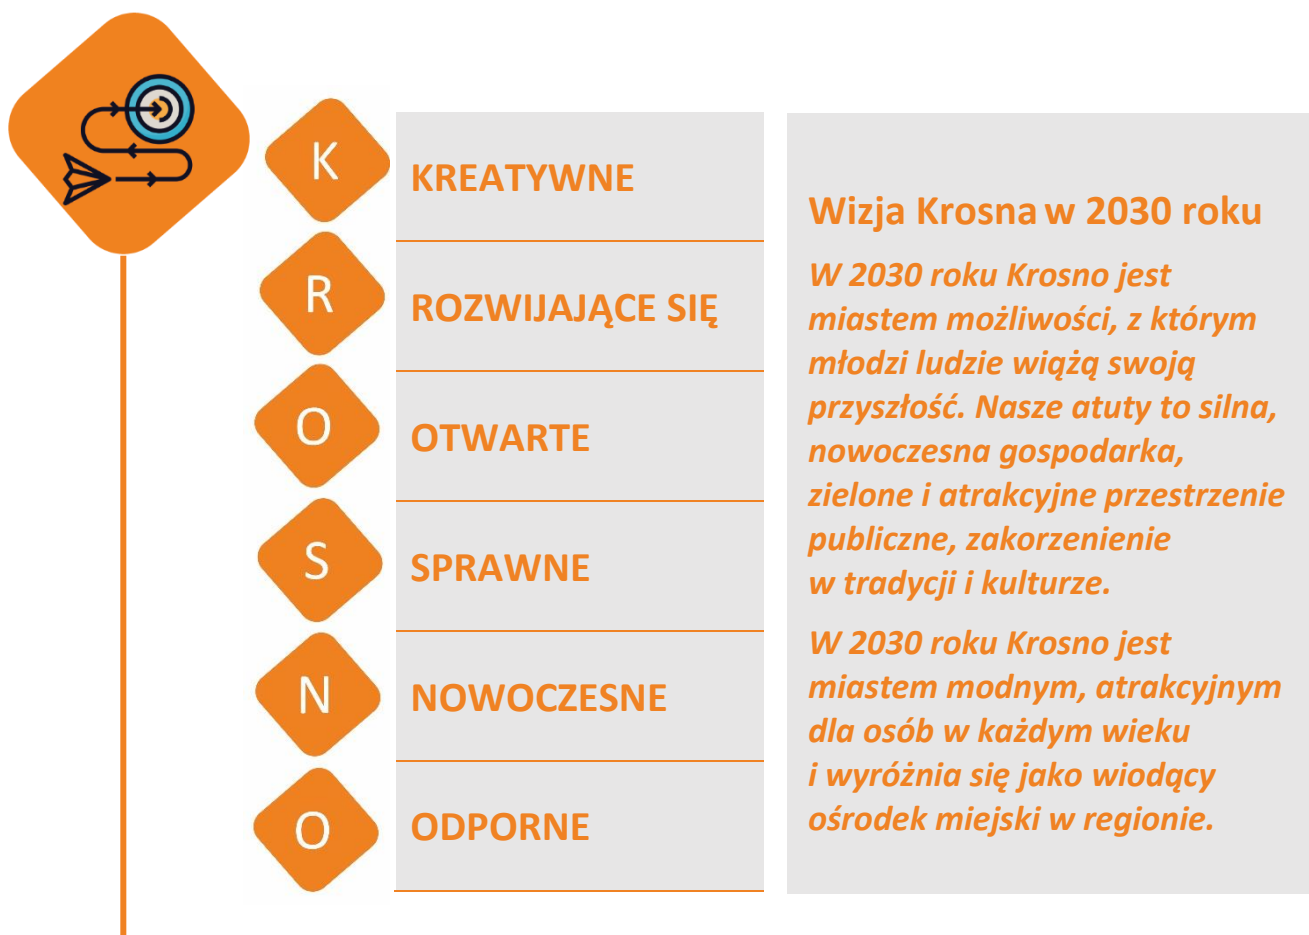 K
KREATYWNE
R
ROZWIJAJĄCE SIĘ
O
OTWARTE
S
SPRAWNE
N
NOWOCZESNE
O
ODPORNE
Wizja Krosna w 2030 roku
W 2030 roku Krosno jest
miastem możliwości, z którym
młodzi ludzie wiążą swoją
przyszłość. Nasze atuty to silna,
nowoczesna gospodarka,
zielone i atrakcyjne przestrzenie
publiczne, zakorzenienie
w tradycji i kulturze.
W 2030 roku Krosno jest
miastem modnym, atrakcyjnym
dla osób w każdym wieku
i wyróżnia się jako wiodący
ośrodek miejski w regionie.